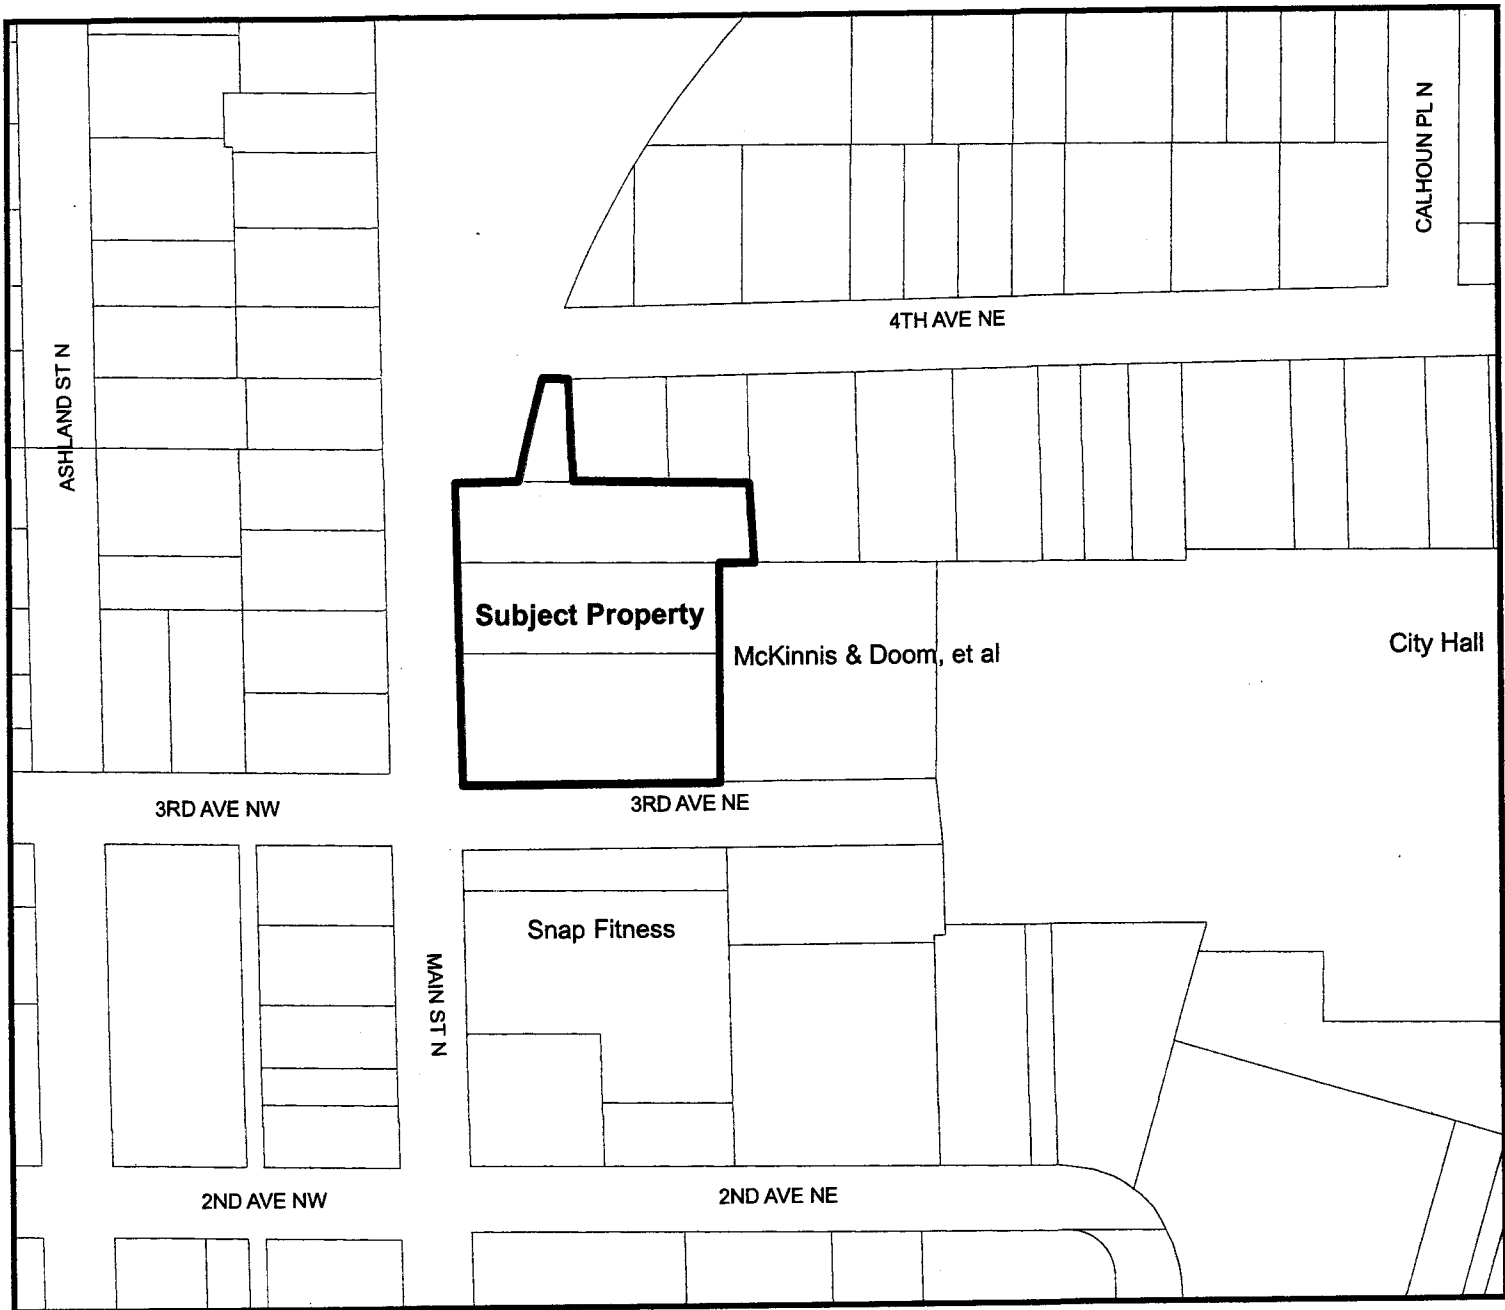 CALHOUN PL N
4TH AVE NE
ASHLAND ST N
Subject Property
McKinnis & Doom, et al
City Hall
3RD AVE NW
3RD AVE NE
Snap Fitness
MAIN ST N
2ND AVE NW
2ND AVE NE